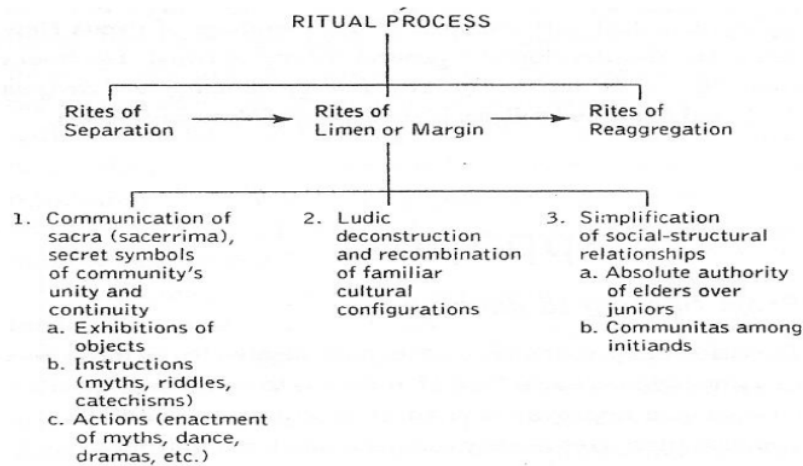 RITUAL PROCESS
Rites of
Separation
Rites of
Limen or Margin
Rites of
Reaggregation
1. Communication of
sacra (sacerrima),
secret symbols
of community's
unity and
continuity
a. Exhibitions of
objects
b. Instructions
(myths, riddles,
catechisms)
c. Actions (enactment
of myths, dance,
dramas, etc.)
2. Ludic
deconstruction
and recombination
of familiar
cultural
configurations
3. Simplification
of social-structural
relationships
a. Absolute authority
of elders over
juniors
b. Communitas among
initiands